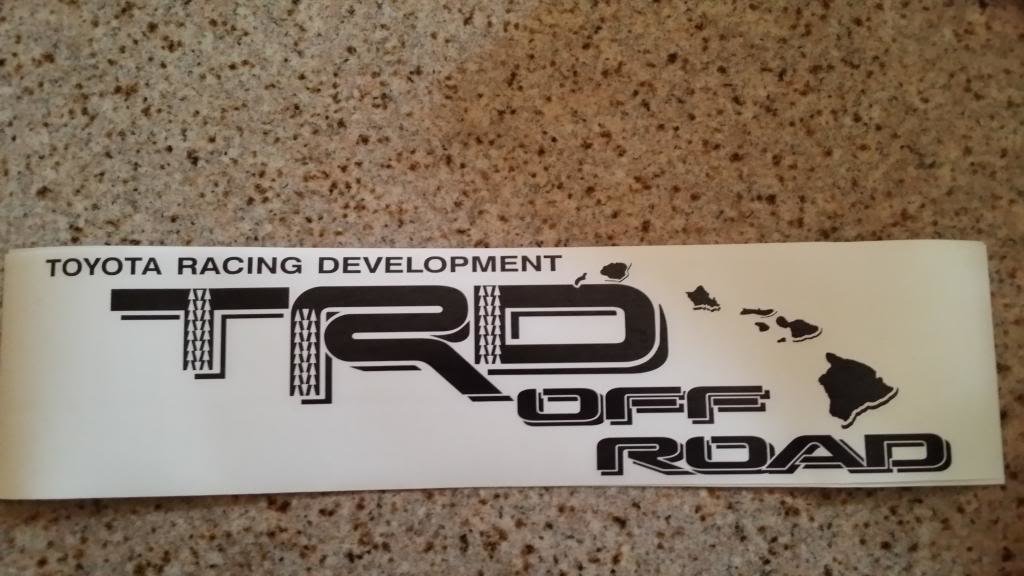 TOYOTA RACING DEVELOPMENT
TRD
OFF
ROAD